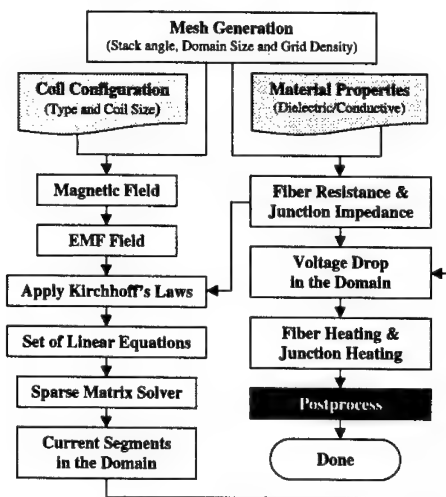 Mesh Generation
(Stack angle, Domain Size and Grid Density)
Coil Configuration
(Type and Coil Size)
Material Properties
(Dielectric/Conductive)
Magnetic Field
EMF Field
Apply Kirchhoff's Laws
Set of Linear Equations
Sparse Matrix Solver
Current Segments
in the Domain
Fiber Resistance &
Junction Impedance
Voltage Drop
in the Domain
Fiber Heating &
Junction Heating
Postprocess
Done